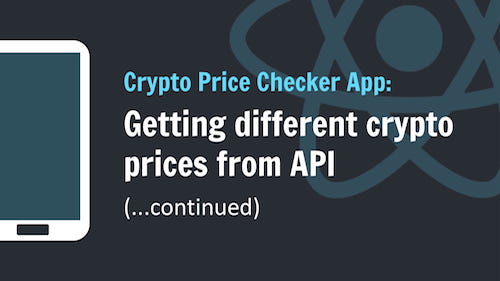 Crypto Price Checker App:
Getting different crypto
prices from API
(...continued)